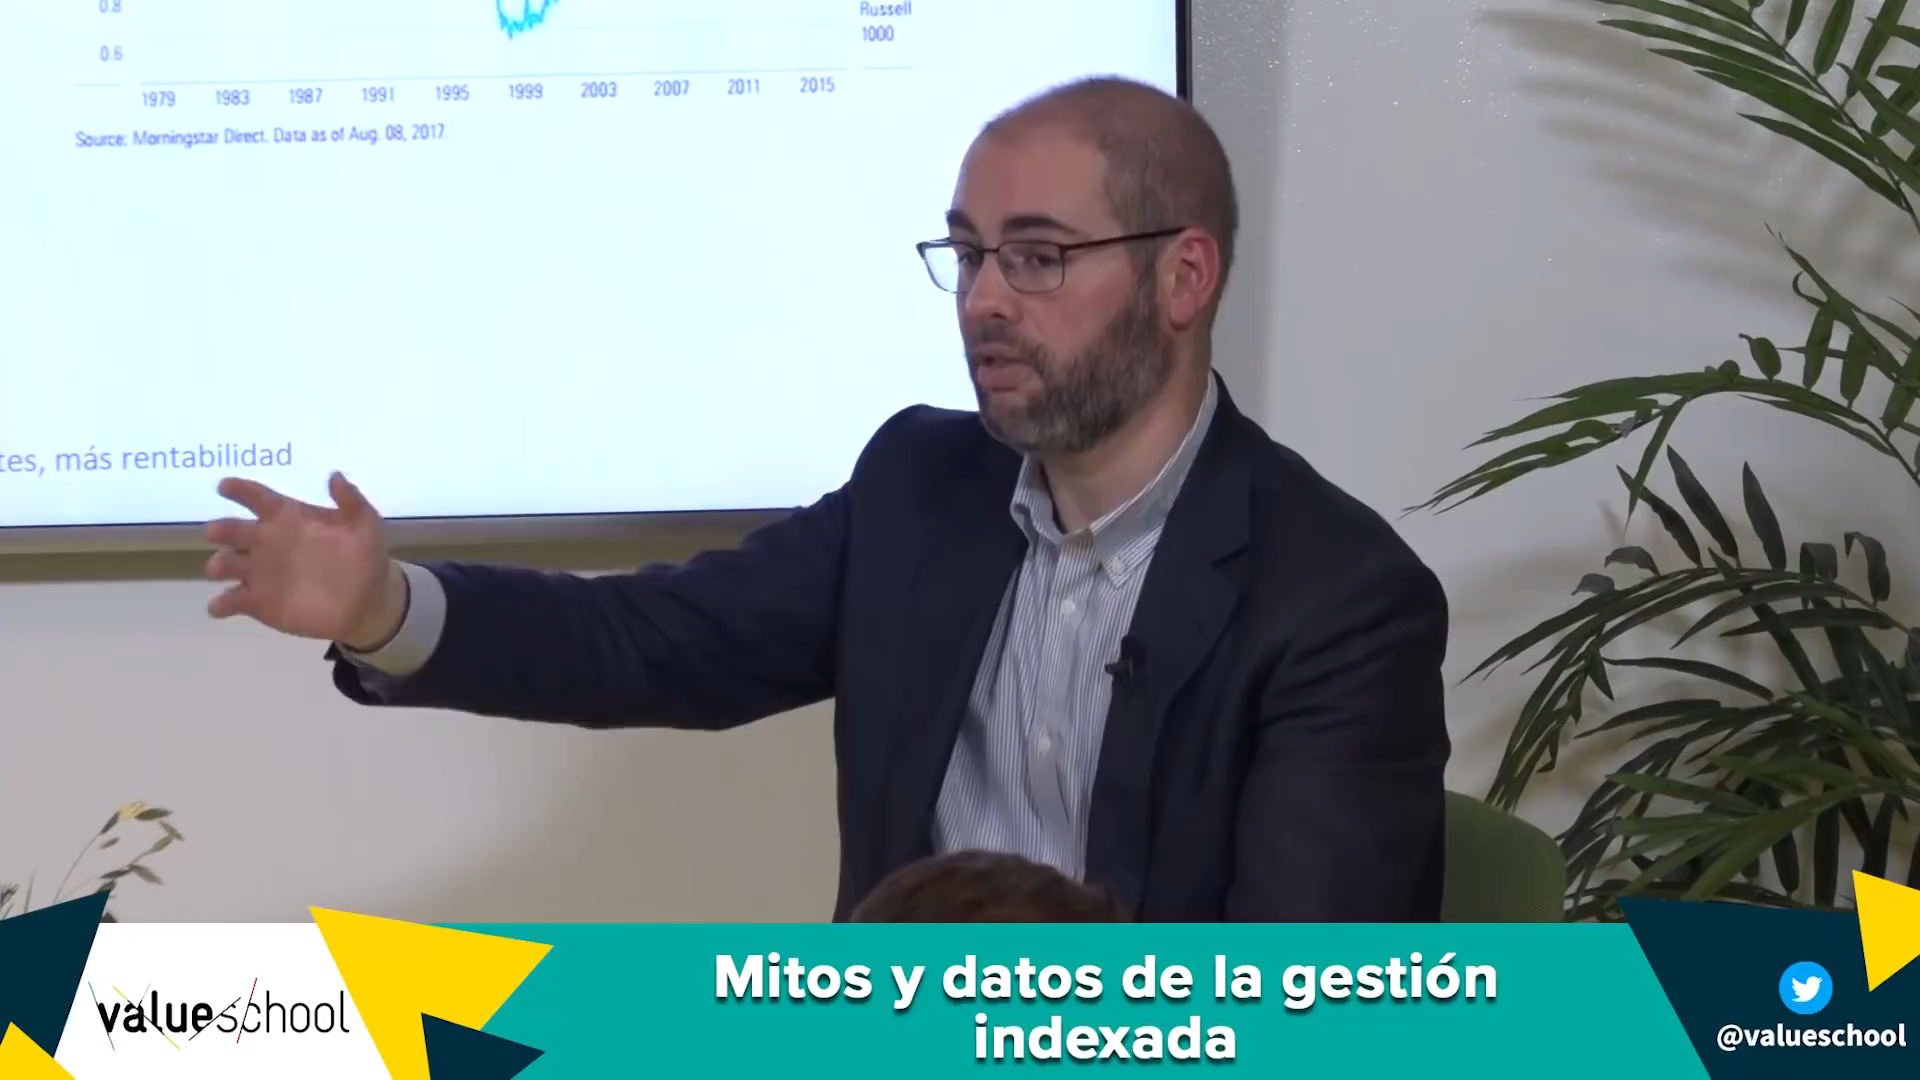 0.8
Russell
1000
0.6
1979 1983 1987 1991 1995 1999 2003 2007 2011 2015
Source: Morningstar Direct. Data as of Aug. 08, 2017.
más rentabilidad
valueschool
Mitos y datos de la gestión
indexada
@valueschool